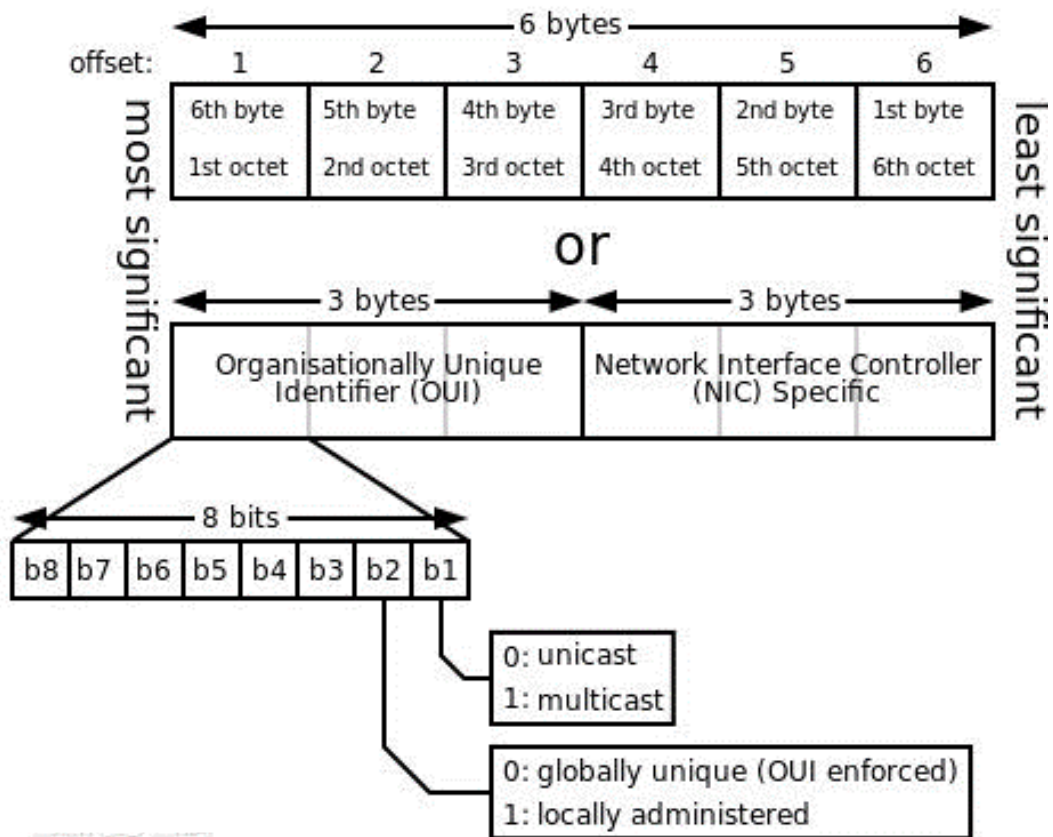 6 bytes
offset: 1 2 3 4 5 6
most significant
6th byte 5th byte 4th byte 3rd byte 2nd byte 1st byte
1st octet 2nd octet 3rd octet 4th octet 5th octet 6th octet
least significant
or
3 bytes 3 bytes
Organisationally Unique
Identifier (OUI)
Network Interface Controller
(NIC) Specific
8 bits
b8 b7 b6 b5 b4 b3 b2 b1
0: unicast
1: multicast
0: globally unique (OUI enforced)
1: locally administered